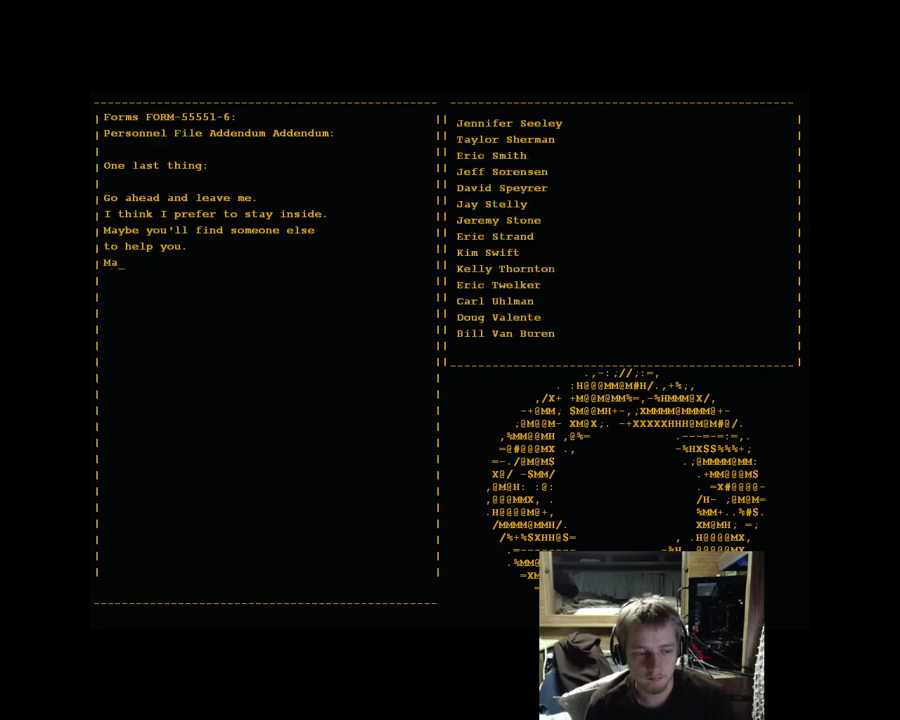 Forms FORM-55551-6:
Personnel File Addendum Addendum:
One last thing:
Go ahead and leave me.
I think I prefer to stay inside.
Maybe you'll find someone else
to help you.
Ma_
Jennifer Seeley
Taylor Sherman
Eric Smith
Jeff Sorensen
David Speyrer
Jay Stelly
Jeremy Stone
Eric Strand
Kim Swift
Kelly Thornton
Eric Twelker
Carl Uhlman
Doug Valente
Bill Van Buren